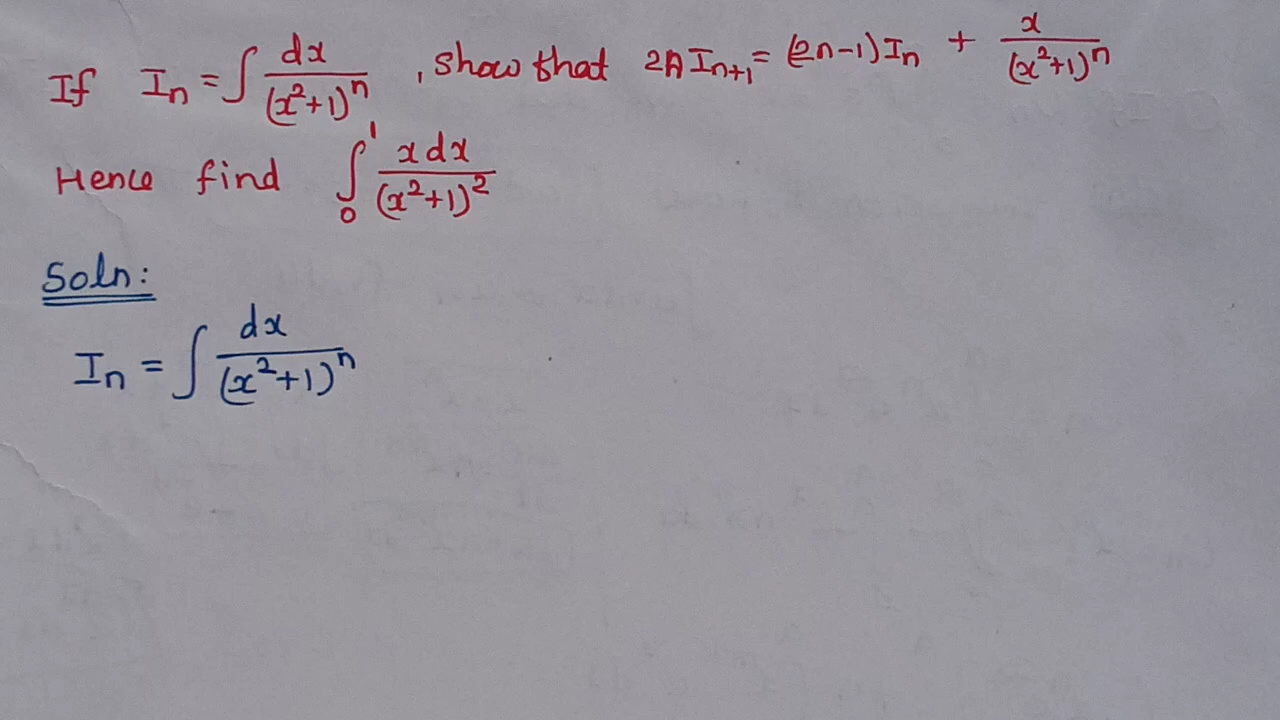 If Iₙ = ∫ dx/(x²+1)ⁿ , show that 2n Iₙ₊₁ = (2n-1) Iₙ + x/(x²+1)ⁿ
Hence find ∫₀¹ x dx/(x²+1)²
Soln:
Iₙ = ∫ dx/(x²+1)ⁿ